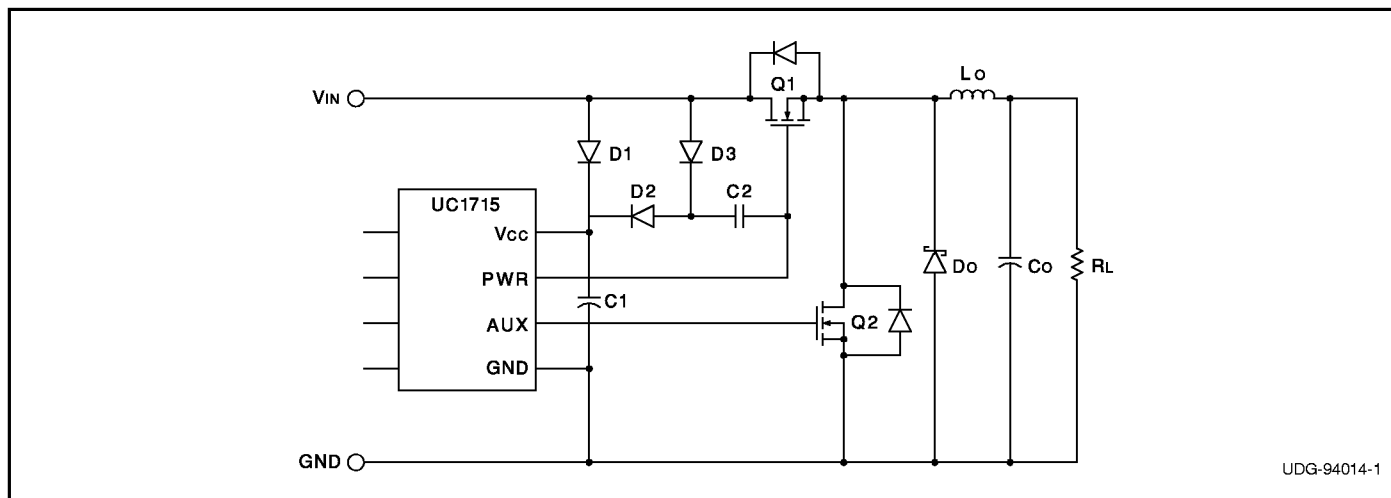 Q1
LO
VIN
D1
D3
D2
C2
UC1715
VCC
PWR
C1
AUX
GND
Q2
DO
CO
RL
GND
UDG-94014-1